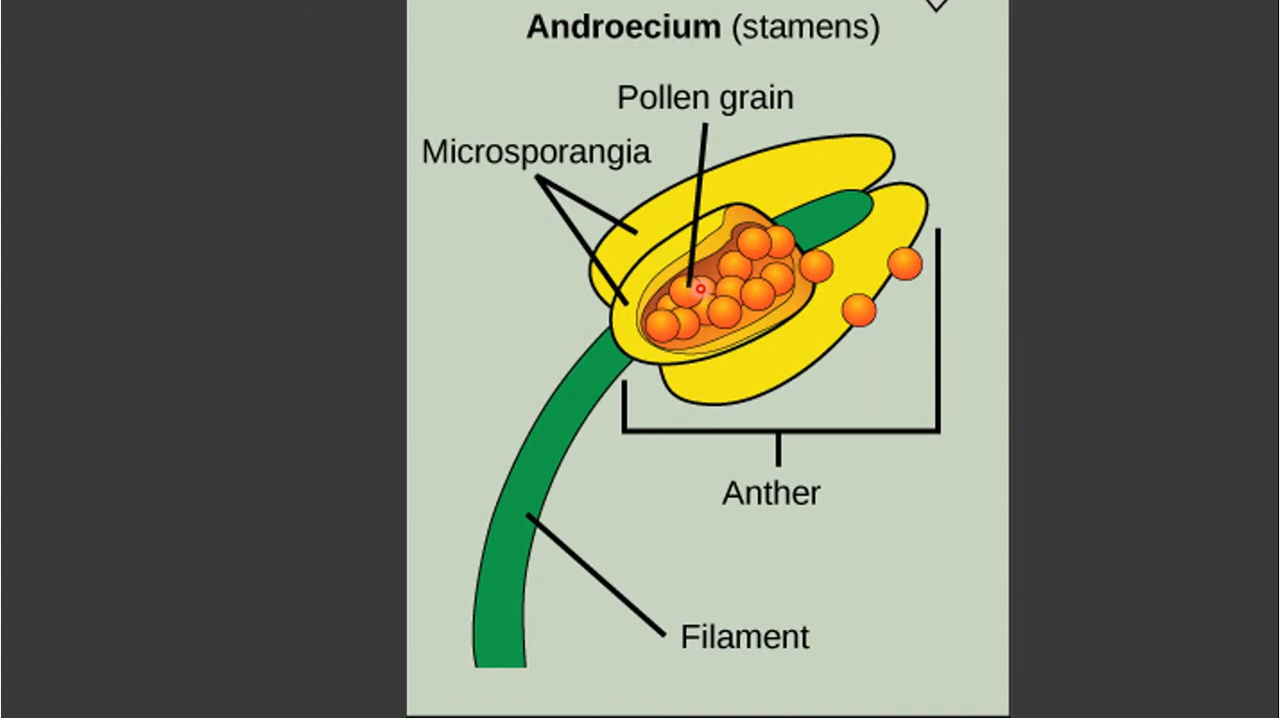 Androecium (stamens)
Pollen grain
Microsporangia
Anther
Filament